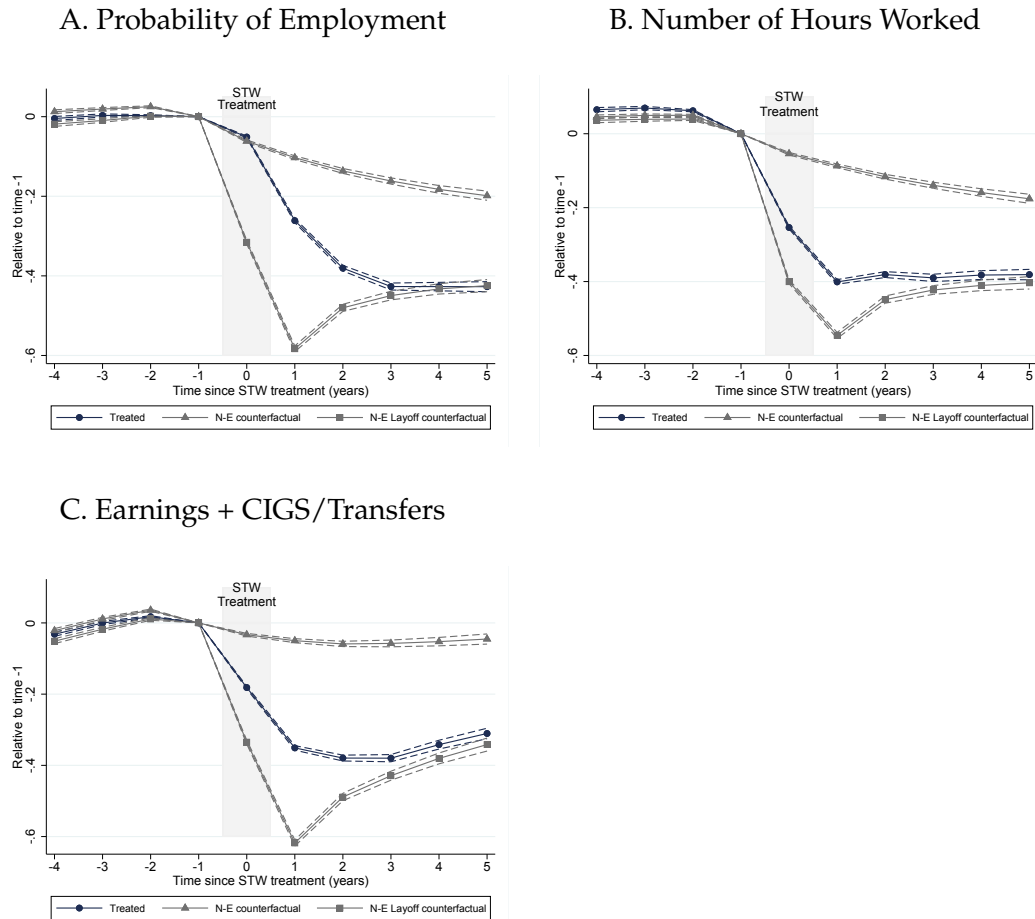 A. Probability of Employment
B. Number of Hours Worked
STW
Treatment
Relative to time -1
0
-.2
-.4
-.6
-4 -3 -2 -1 0 1 2 3 4 5
Time since STW treatment (years)
Treated N-E counterfactual N-E Layoff counterfactual
STW
Treatment
Relative to time -1
0
-.2
-.4
-.6
-4 -3 -2 -1 0 1 2 3 4 5
Time since STW treatment (years)
Treated N-E counterfactual N-E Layoff counterfactual
C. Earnings + CIGS/Transfers
STW
Treatment
Relative to time -1
0
-.2
-.4
-.6
-4 -3 -2 -1 0 1 2 3 4 5
Time since STW treatment (years)
Treated N-E counterfactual N-E Layoff counterfactual